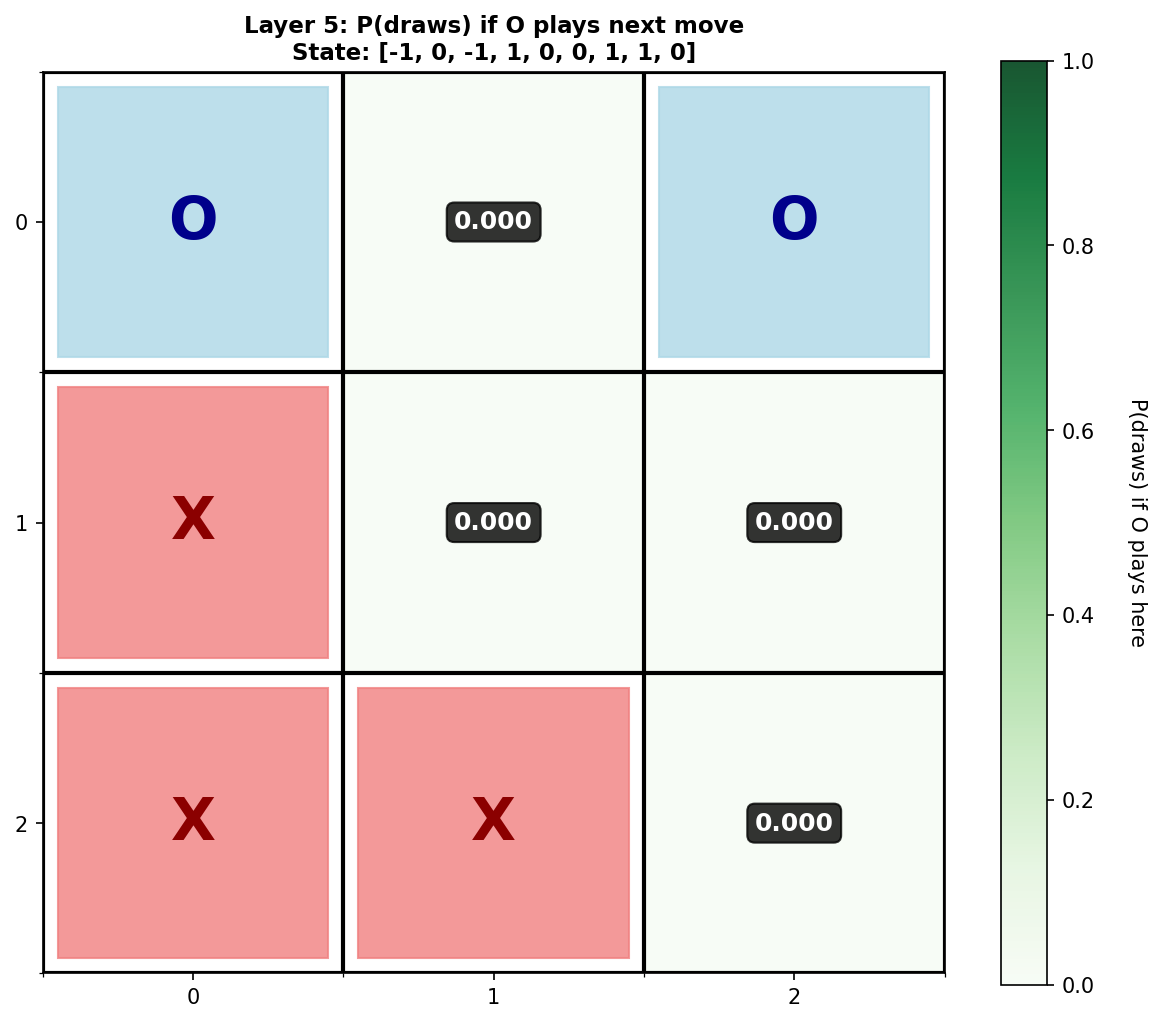 Layer 5: P(draws) if O plays next move
State: [-1, 0, -1, 1, 0, 0, 1, 1, 0]
0
O
0.000
O
1
X
0.000
0.000
2
X
X
0.000
0
1
2
1.0
0.8
0.6
0.4
0.2
0.0
P(draws) if O plays here